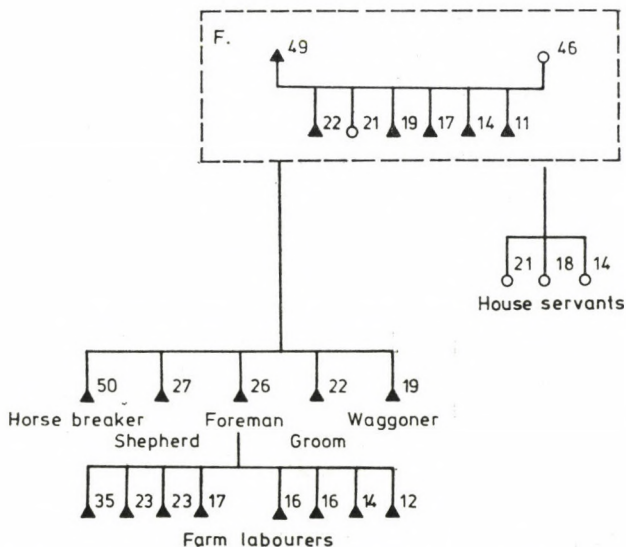 F.
49 46
22 21 19 17 14 11
21 18 14
House servants
50 27 26 22 19
Horse breaker Foreman Waggoner
Shepherd Groom
35 23 23 17 16 16 14 12
Farm labourers